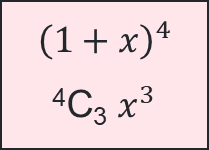 (1 + x)⁴
⁴C₃ x³